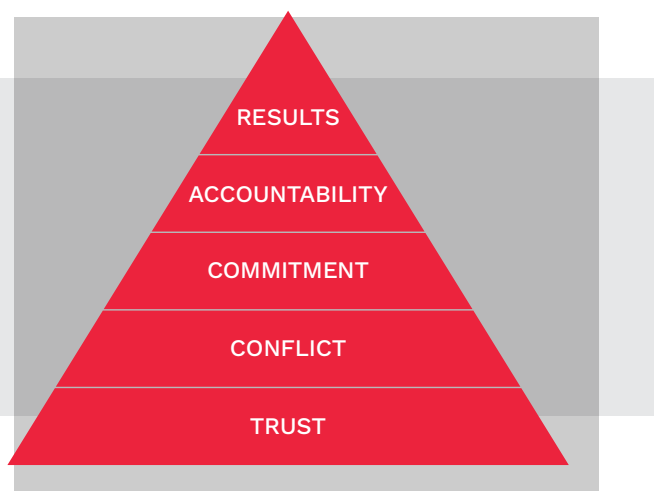 RESULTS
ACCOUNTABILITY
COMMITMENT
CONFLICT
TRUST